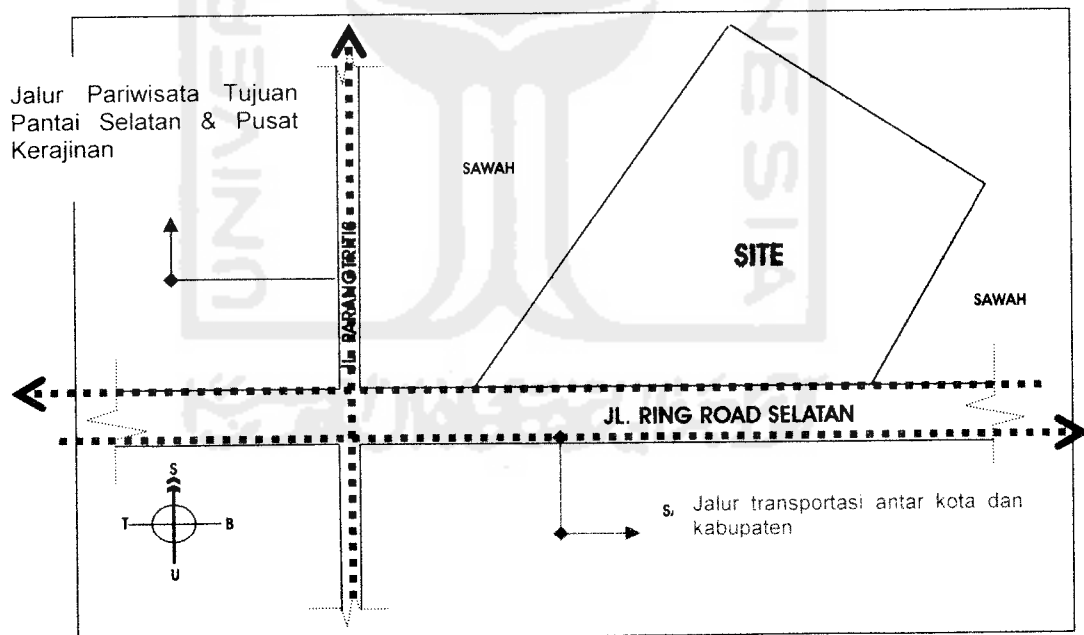 Jalur Pariwisata Tujuan
Pantai Selatan & Pusat
Kerajinan
SAWAH
SITE
SAWAH
JL. PARANGTRITIS
JL. RING ROAD SELATAN
S
T
B
U
Jalur transportasi antar kota dan
kabupaten